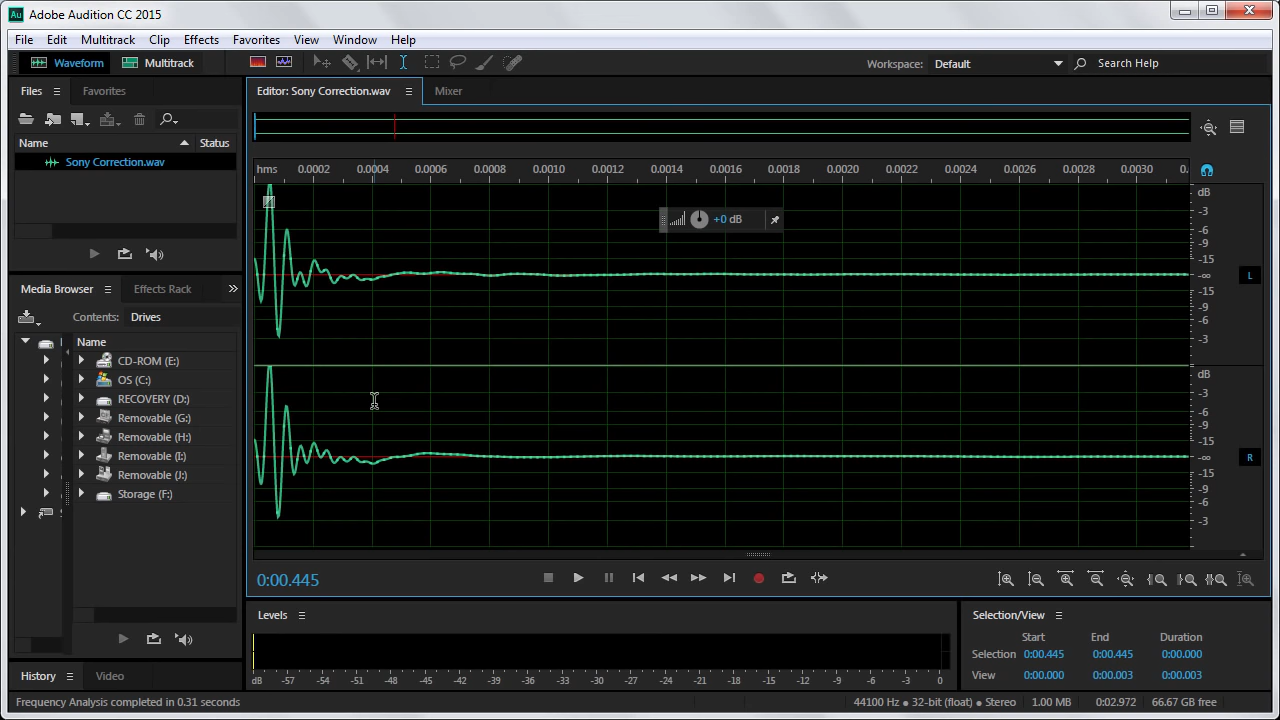 Au Adobe Audition CC 2015
File Edit Multitrack Clip Effects Favorites View Window Help
Waveform Multitrack Workspace: Default Search Help
Files Favorites
Name Status
Sony Correction.wav
Media Browser Effects Rack
Contents: Drives
Name
CD-ROM (E:)
OS (C:)
RECOVERY (D:)
Removable (G:)
Removable (H:)
Removable (I:)
Removable (J:)
Storage (F:)
History Video
Editor: Sony Correction.wav Mixer
hms 0.0002 0.0004 0.0006 0.0008 0.0010 0.0012 0.0014 0.0016 0.0018 0.0020 0.0022 0.0024 0.0026 0.0028 0.0030 0.
+0 dB
dB
-3
-6
-9
-15
-∞ L
-15
-9
-6
-3
dB
-3
-6
-9
-15
-∞ R
-15
-9
-6
-3
0:00.445
Levels
dB -57 -54 -51 -48 -45 -42 -39 -36 -33 -30 -27 -24 -21 -18 -15 -12 -9 -6 -3 0
Selection/View
Start End Duration
Selection 0:00.445 0:00.445 0:00.000
View 0:00.000 0:00.003 0:00.003
Frequency Analysis completed in 0.31 seconds 44100 Hz • 32-bit (float) • Stereo 1.00 MB 0:02.972 66.67 GB free